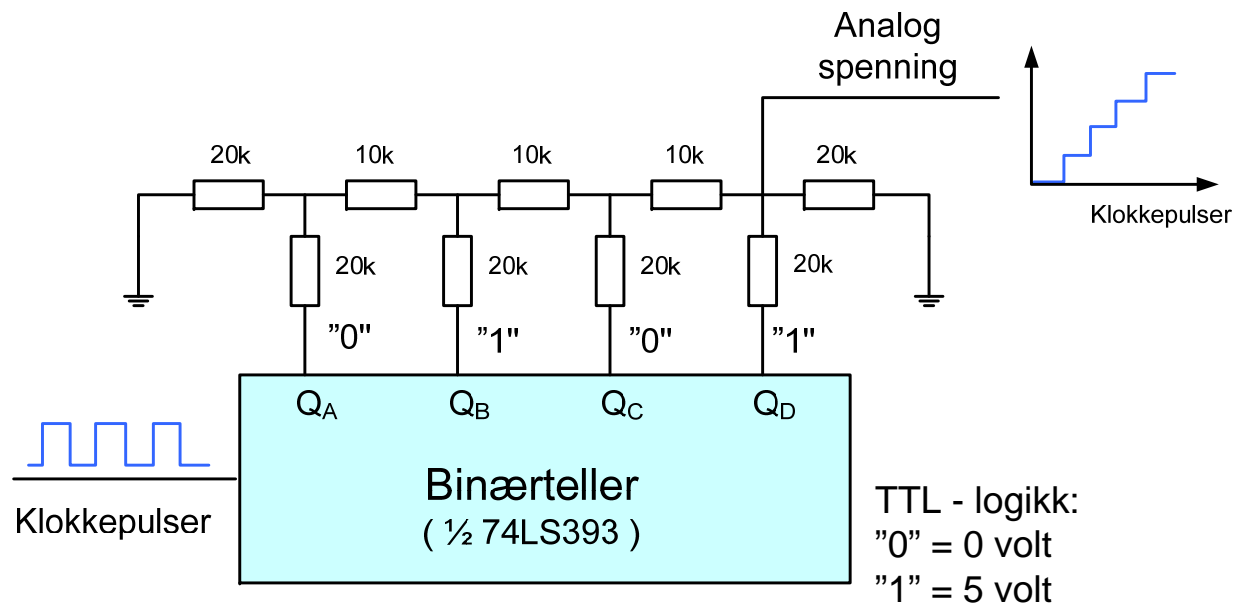 Analog
spenning
20k
10k
10k
10k
20k
Klokkepulser
20k
20k
20k
20k
”0"
”1"
”0"
”1"
QA
QB
QC
QD
Binærteller
( ½ 74LS393 )
Klokkepulser
TTL - logikk:
”0” = 0 volt
”1” = 5 volt